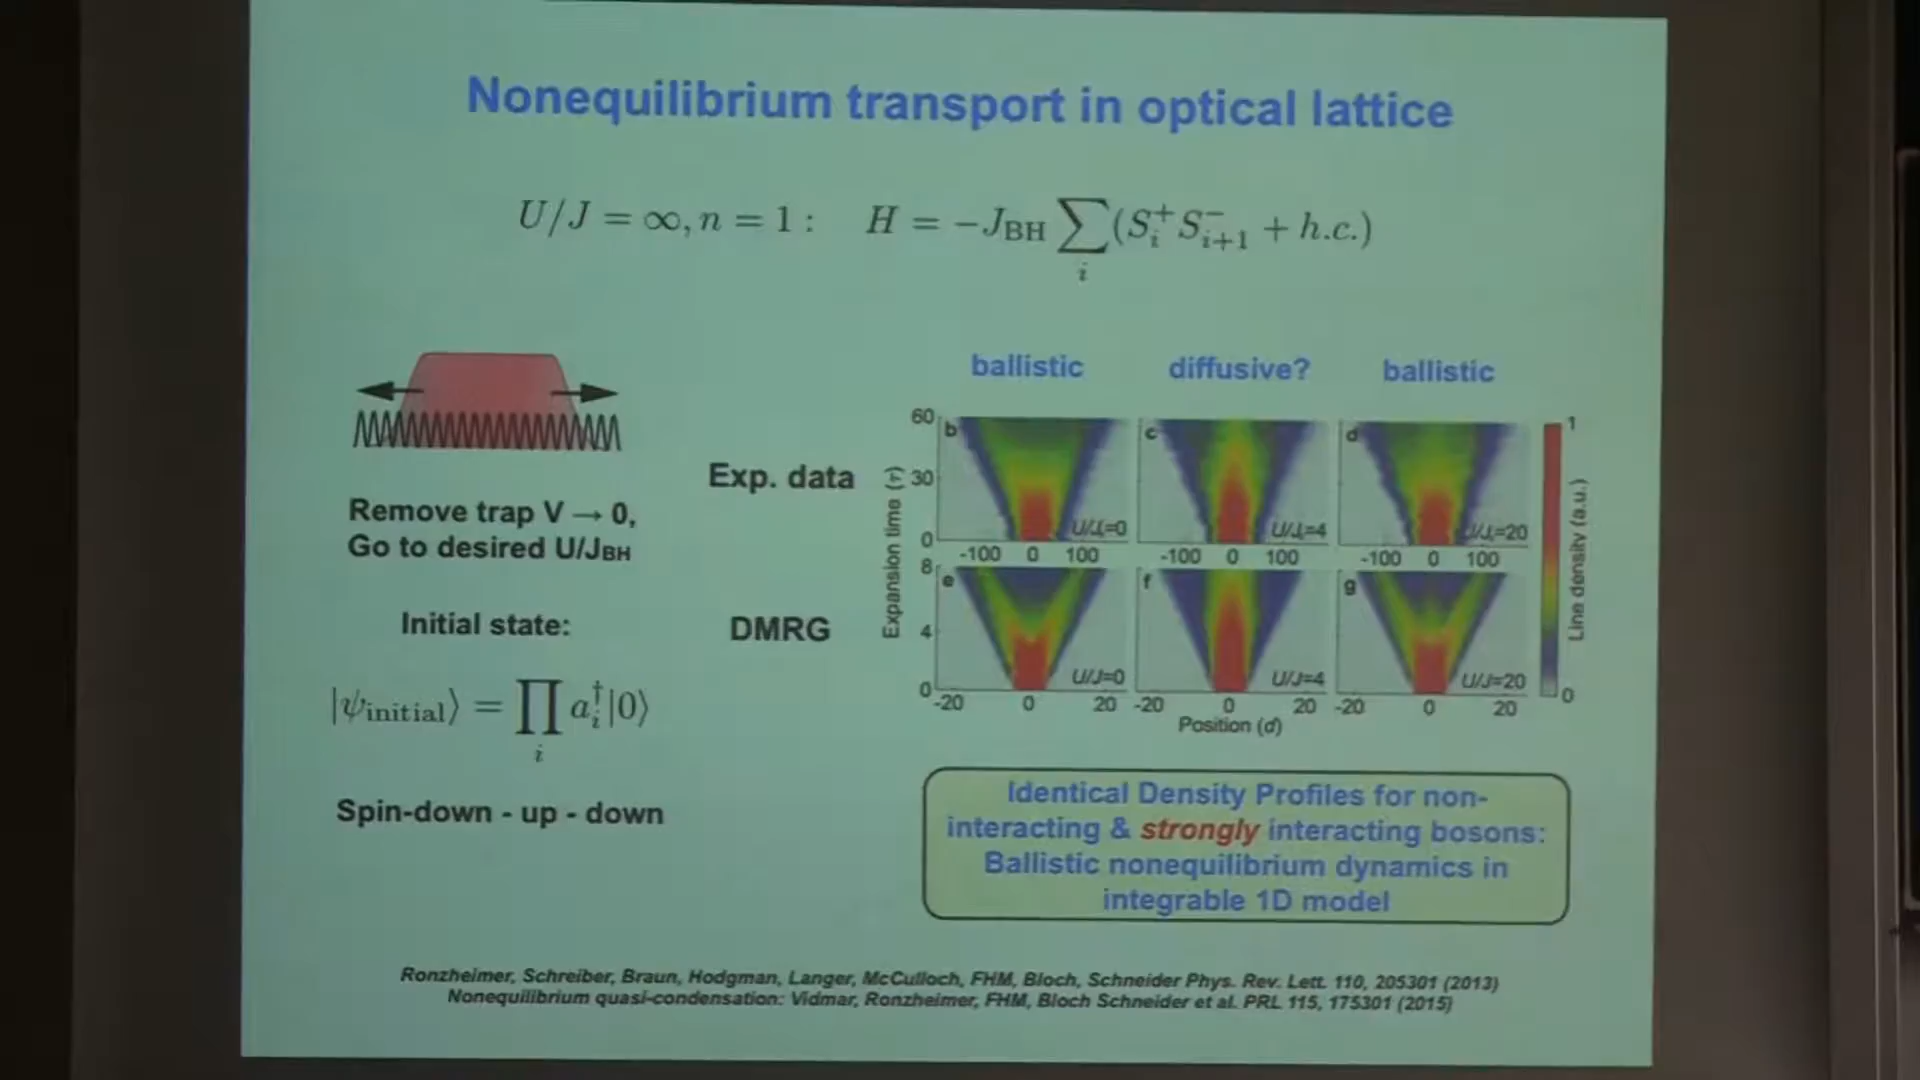 Nonequilibrium transport in optical lattice
U/J = ∞, n = 1 : H = −J_BH ∑_i (S_i^+ S_{i+1}^- + h.c.)
ballistic diffusive? ballistic
Remove trap V → 0,
Go to desired U/JBH
Initial state:
|ψ_initial⟩ = ∏_i a_i^† |0⟩
Spin-down - up - down
Exp. data
DMRG
Expansion time (τ)
60
30
0
b U/J=0
c U/J=4
d U/J=20
-100 0 100 -100 0 100 -100 0 100
8
4
0
e U/J=0
f U/J=4
g U/J=20
-20 0 20 -20 0 20 -20 0 20
Position (d)
1
Line density (a.u.)
0
Identical Density Profiles for non-
interacting & strongly interacting bosons:
Ballistic nonequilibrium dynamics in
integrable 1D model
Ronzheimer, Schreiber, Braun, Hodgman, Langer, McCulloch, FHM, Bloch, Schneider Phys. Rev. Lett. 110, 205301 (2013)
Nonequilibrium quasi-condensation: Vidmar, Ronzheimer, FHM, Bloch Schneider et al. PRL 115, 175301 (2015)